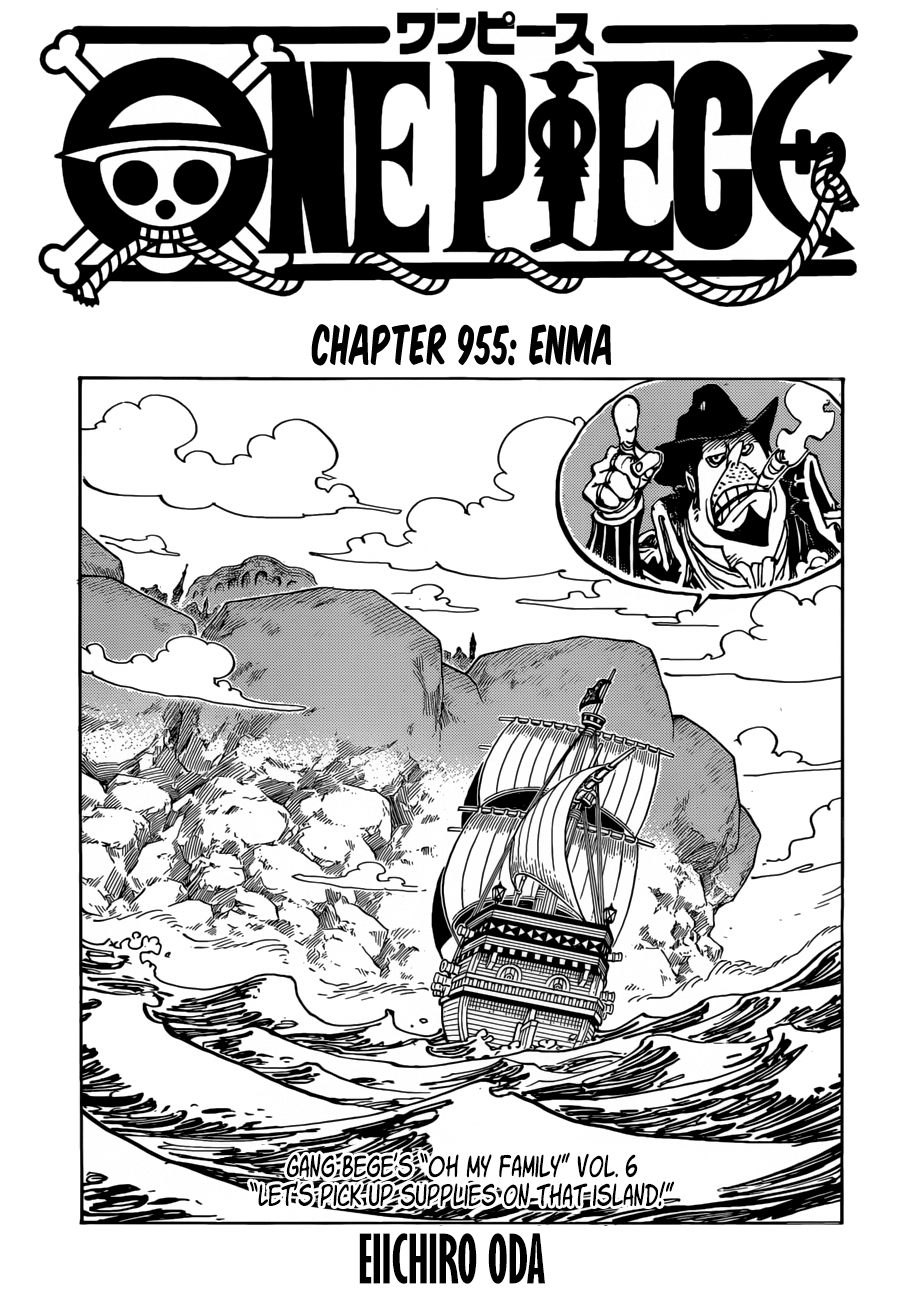 ワンピース
ONE PIECE
CHAPTER 955: ENMA
GANG BEGE'S "OH MY FAMILY" VOL. 6
"LET'S PICK UP SUPPLIES ON THAT ISLAND!"
EIICHIRO ODA